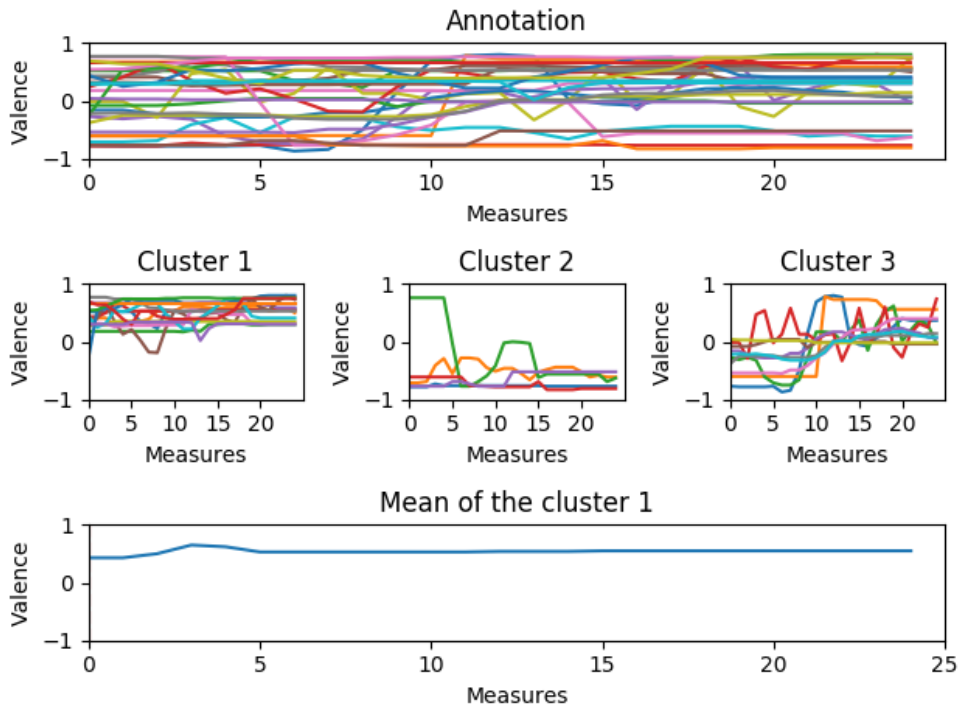 Annotation
1
0
−1
Valence
0 5 10 15 20
Measures
Cluster 1
1
0
−1
Valence
0 5 10 15 20
Measures
Cluster 2
1
0
−1
Valence
0 5 10 15 20
Measures
Cluster 3
1
0
−1
Valence
0 5 10 15 20
Measures
Mean of the cluster 1
1
0
−1
Valence
0 5 10 15 20 25
Measures